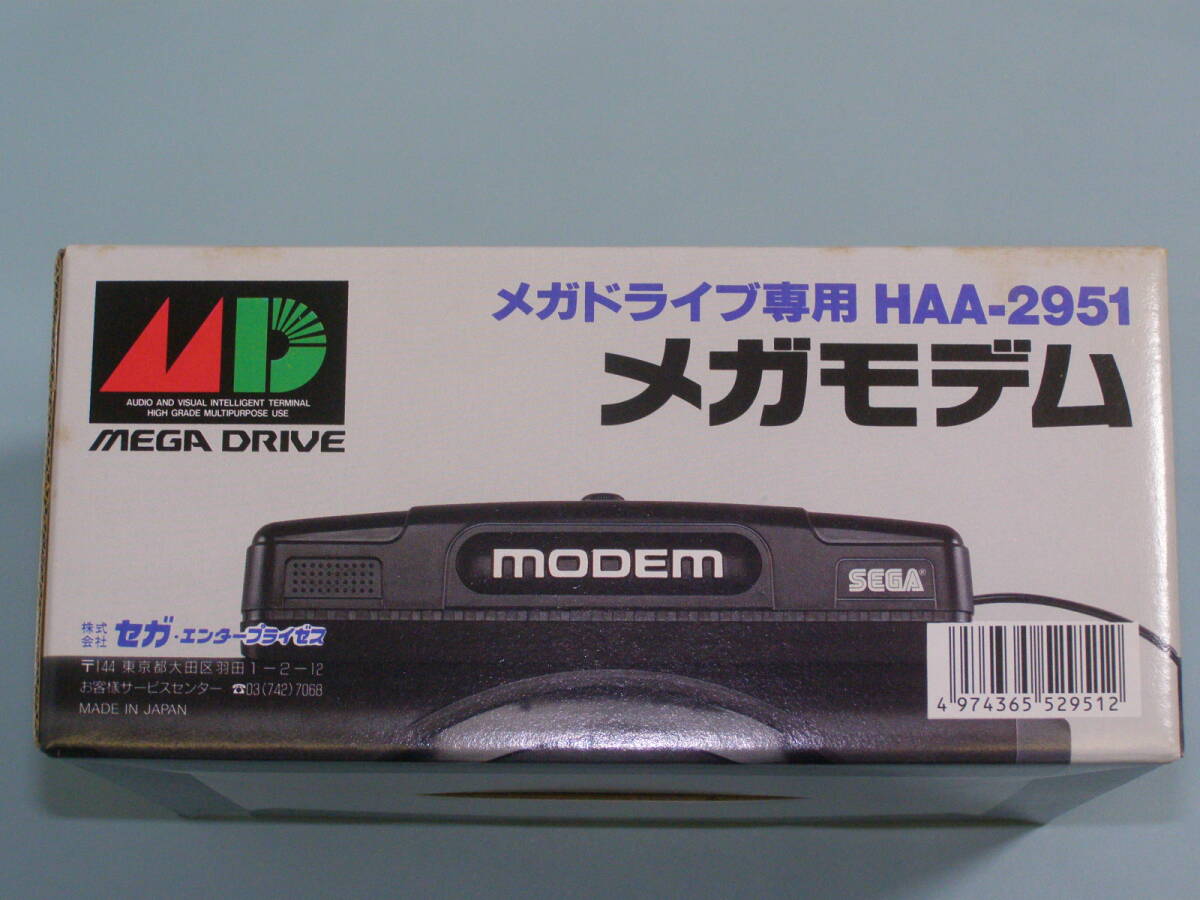 MD
AUDIO AND VISUAL INTELLIGENT TERMINAL
HIGH GRADE MULTIPURPOSE USE
MEGA DRIVE
メガドライブ専用 HAA-2951
メガモデム
MODEM
SEGA®
株式会社 セガ・エンタープライゼス
〒144 東京都大田区羽田1-2-12
お客様サービスセンター ☎03(742)7068
MADE IN JAPAN
4 974365 529512